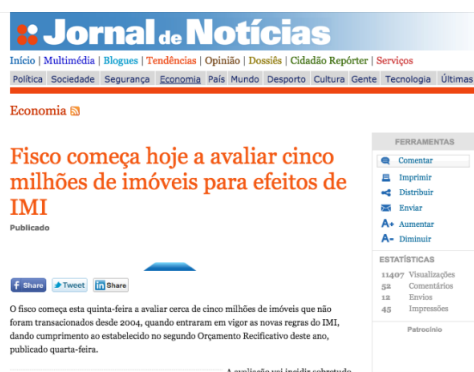 Jornal de Notícias
Início | Multimédia | Blogues | Tendências | Opinião | Dossiês | Cidadão Repórter | Serviços
Política Sociedade Segurança Economia País Mundo Desporto Cultura Gente Tecnologia Últimas
Economia
Fisco começa hoje a avaliar cinco
milhões de imóveis para efeitos de
IMI
Publicado
f Share Tweet in Share
O fisco começa esta quinta-feira a avaliar cerca de cinco milhões de imóveis que não
foram transacionados desde 2004, quando entraram em vigor as novas regras do IMI,
dando cumprimento ao estabelecido no segundo Orçamento Rectificativo deste ano,
publicado quarta-feira.
A avaliação vai incidir sobretudo
FERRAMENTAS
Comentar
Imprimir
Distribuir
Enviar
A+ Aumentar
A- Diminuir
ESTATÍSTICAS
11407 Visualizações
52 Comentários
12 Envios
45 Impressões
Patrocínio